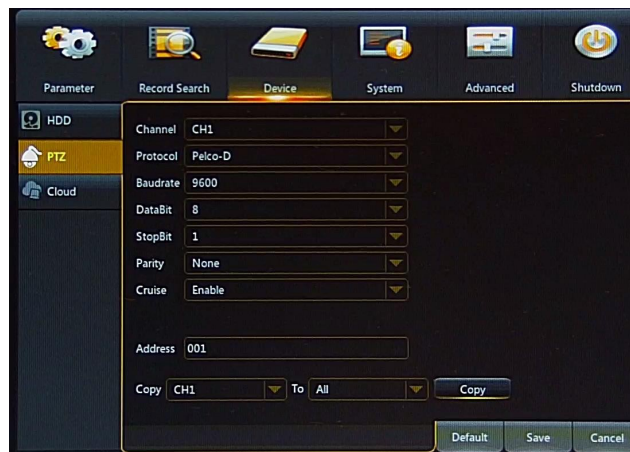 Parameter Record Search Device System Advanced Shutdown
HDD
PTZ
Cloud
Channel CH1
Protocol Pelco-D
Baudrate 9600
DataBit 8
StopBit 1
Parity None
Cruise Enable
Address 001
Copy CH1 To All Copy
Default Save Cancel